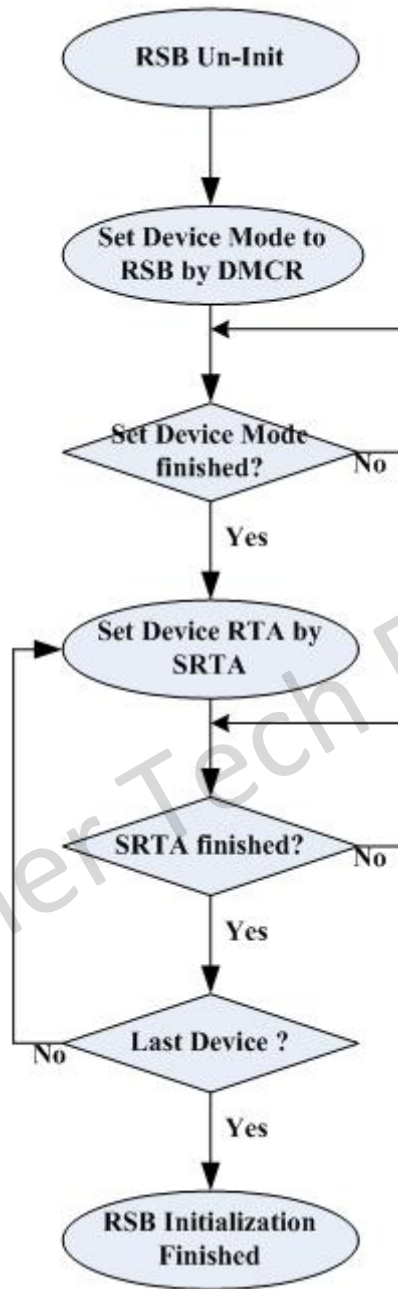 RSB Un-Init
Set Device Mode to
RSB by DMCR
Set Device Mode
finished?
No
Yes
Set Device RTA by
SRTA
SRTA finished?
No
Yes
Last Device ?
No
Yes
RSB Initialization
Finished
Tech